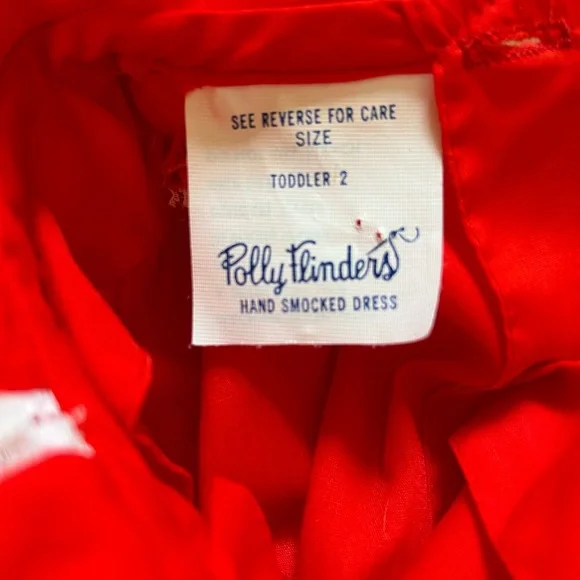 SEE REVERSE FOR CARE
SIZE
TODDLER 2
Polly Flinders
HAND SMOCKED DRESS